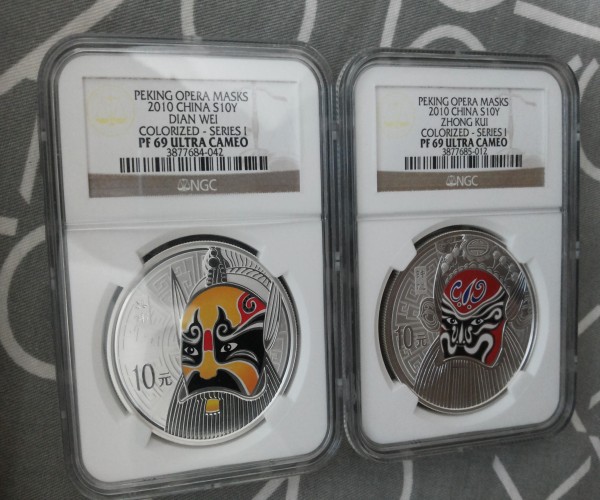 PEKING OPERA MASKS
2010 CHINA S10Y
DIAN WEI
COLORIZED - SERIES I
PF 69 ULTRA CAMEO
3877684-042
NGC
10元
PEKING OPERA MASKS
2010 CHINA S10Y
ZHONG KUI
COLORIZED - SERIES I
PF 69 ULTRA CAMEO
3877685-012
NGC
10元